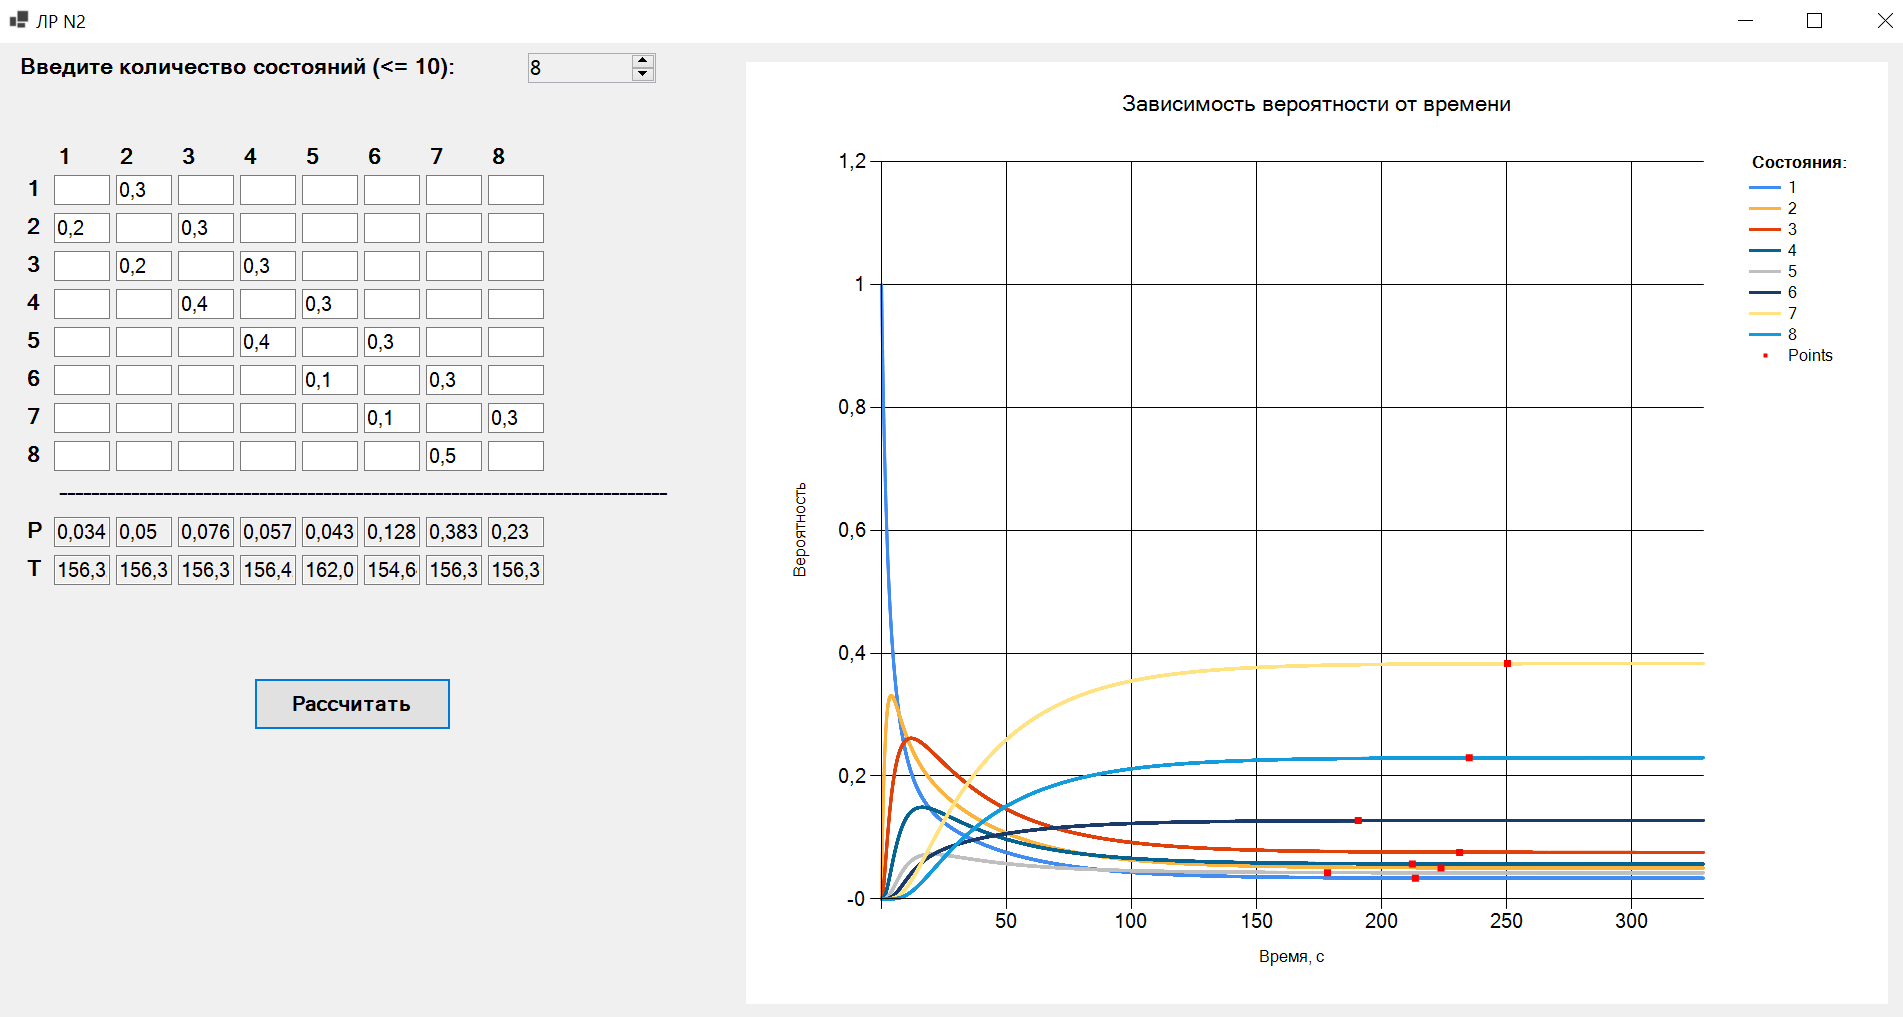 ЛР N2
Введите количество состояний (<= 10): 8
1 2 3 4 5 6 7 8
1 0,3
2 0,2 0,3
3 0,2 0,3
4 0,4 0,3
5 0,4 0,3
6 0,1 0,3
7 0,1 0,3
8 0,5
P 0,034 0,05 0,076 0,057 0,043 0,128 0,383 0,23
T 156,3 156,3 156,3 156,4 162,0 154,6 156,3 156,3
Рассчитать
Зависимость вероятности от времени
1,2
1
0,8
0,6
0,4
0,2
-0
Вероятность
50 100 150 200 250 300
Время, с
Состояния:
1
2
3
4
5
6
7
8
Points